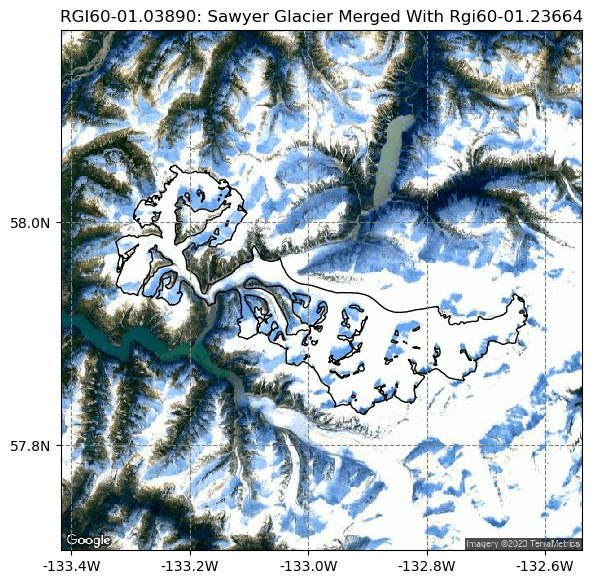 RGI60-01.03890: Sawyer Glacier Merged With Rgi60-01.23664
58.0N
57.8N
Google
Imagery ©2023 TerraMetrics
-133.4W -133.2W -133.0W -132.8W -132.6W